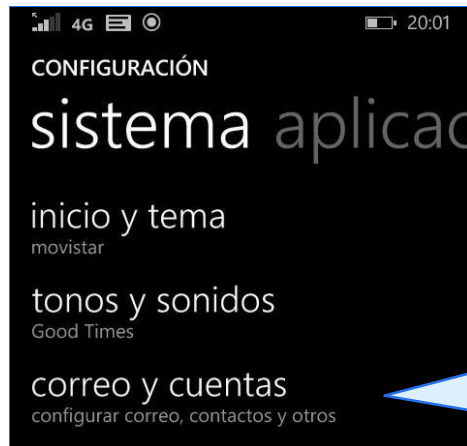 4G 20:01
CONFIGURACIÓN
sistema aplicac
inicio y tema
movistar
tonos y sonidos
Good Times
correo y cuentas
configurar correo, contactos y otros